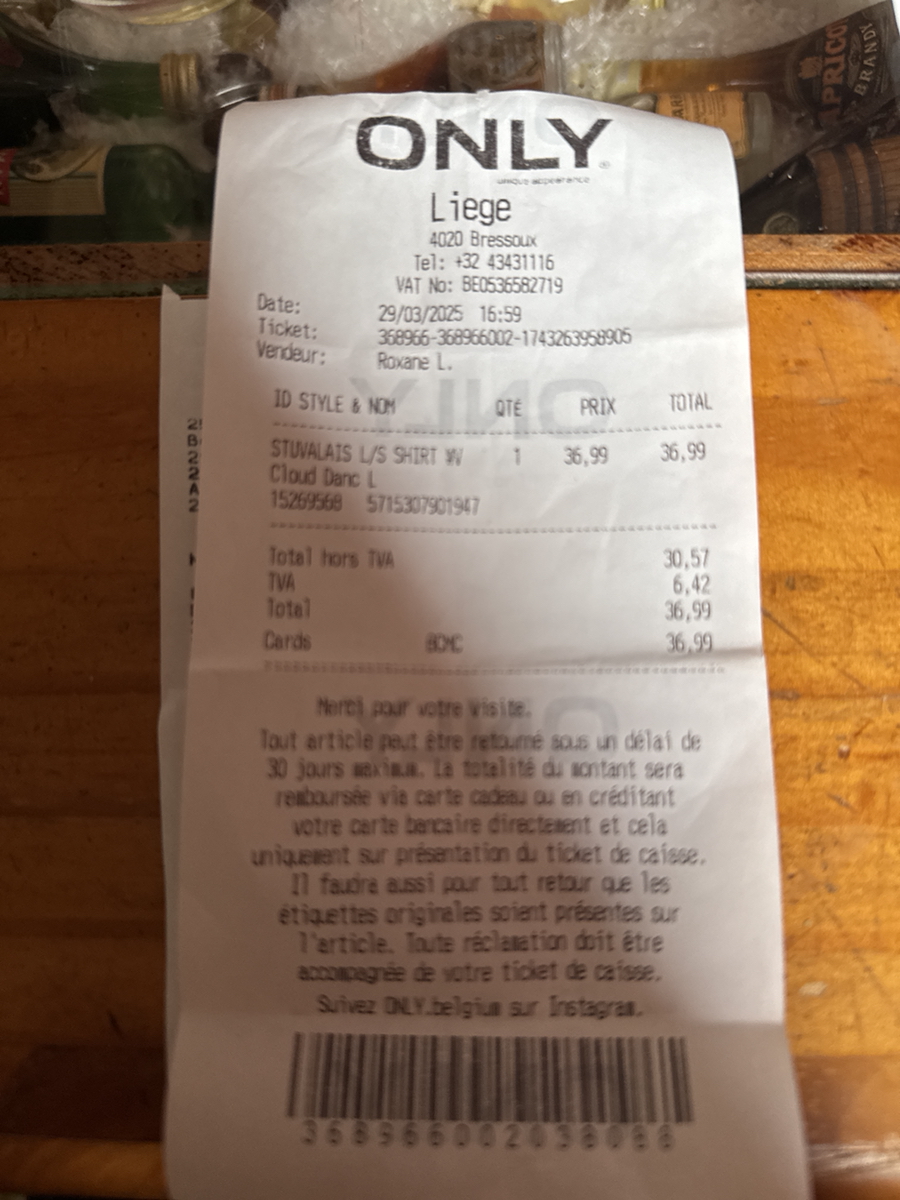 APRICO
BRANDY
ONLY
unique appearance
Liege
4020 Bressoux
Tel: +32 43431116
VAT No: BE0536582719
Date: 29/03/2025 16:59
Ticket: 368966-368966002-1743263958905
Vendeur: Roxane L.
ID STYLE & NOM QTÉ PRIX TOTAL
STUVALAIS L/S SHIRT WV 1 36,99 36,99
Cloud Danc L
15269568 5715307901947
Total hors TVA 30,57
TVA 6,42
Total 36,99
Cards BCMC 36,99
Merci pour votre visite.
Tout article peut être retourné sous un délai de
30 jours maximum. La totalité du montant sera
remboursée via carte cadeau ou en créditant
votre carte bancaire directement et cela
uniquement sur présentation du ticket de caisse.
Il faudra aussi pour tout retour que les
étiquettes originales soient présentes sur
l'article. Toute réclamation doit être
accompagnée de votre ticket de caisse.
Suivez ONLY.belgium sur Instagram.
368966002038088